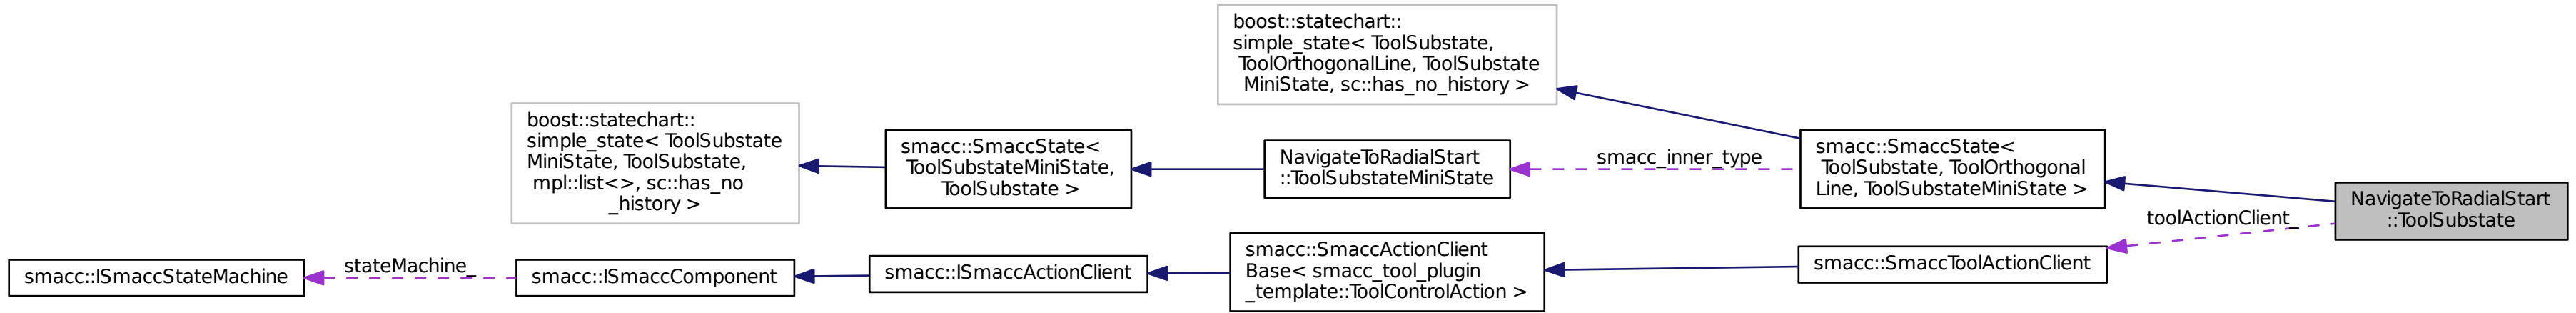 boost::statechart::
simple_state< ToolSubstate,
ToolOrthogonalLine, ToolSubstate
MiniState, sc::has_no_history >
boost::statechart::
simple_state< ToolSubstate
MiniState, ToolSubstate,
mpl::list<>, sc::has_no
_history >
smacc::SmaccState<
ToolSubstateMiniState,
ToolSubstate >
NavigateToRadialStart
::ToolSubstateMiniState
smacc_inner_type
smacc::SmaccState<
ToolSubstate, ToolOrthogonal
Line, ToolSubstateMiniState >
NavigateToRadialStart
::ToolSubstate
toolActionClient_
smacc::ISmaccStateMachine
stateMachine_
smacc::ISmaccComponent
smacc::ISmaccActionClient
smacc::SmaccActionClient
Base< smacc_tool_plugin
_template::ToolControlAction >
smacc::SmaccToolActionClient